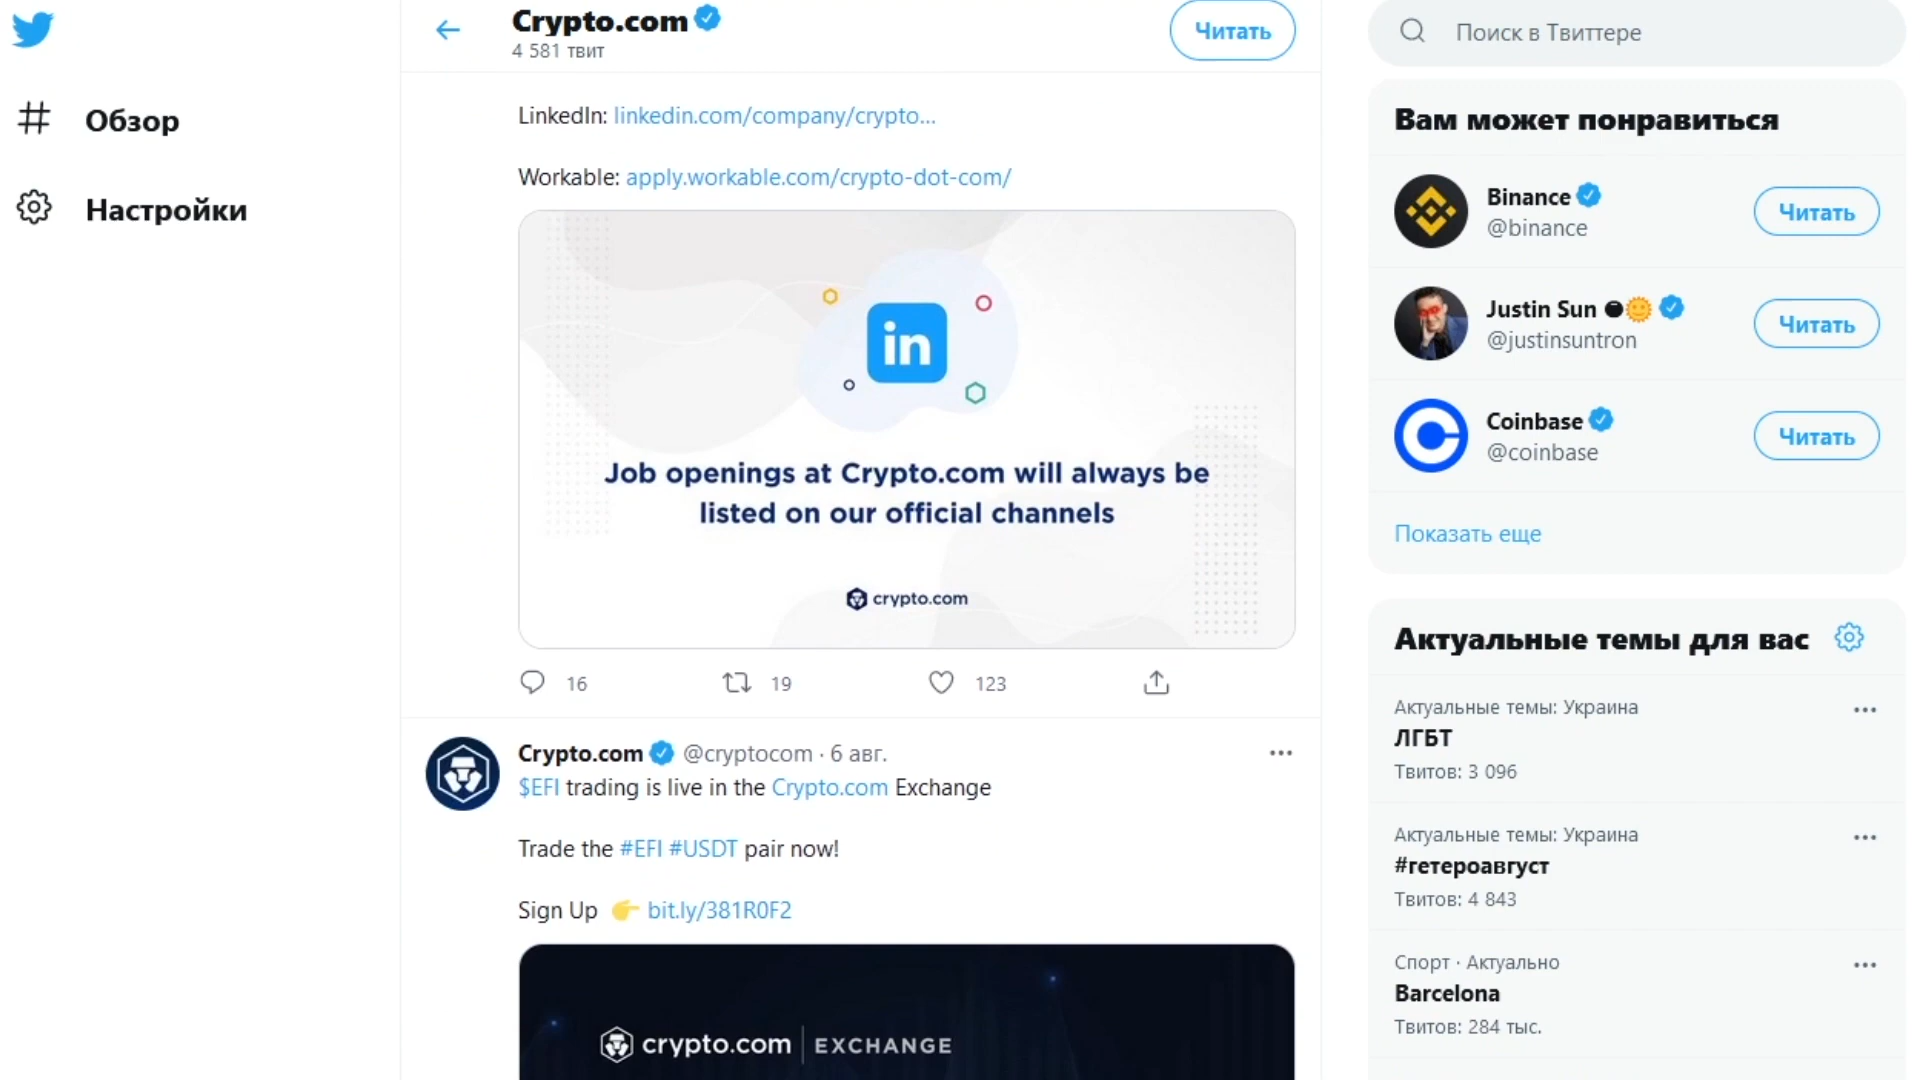 Обзор
Настройки
Crypto.com
4 581 твит
Читать
LinkedIn: linkedin.com/company/crypto...
Workable: apply.workable.com/crypto-dot-com/
in
Job openings at Crypto.com will always be
listed on our official channels
crypto.com
16 19 123
Crypto.com @cryptocom · 6 авг.
$EFI trading is live in the Crypto.com Exchange
Trade the #EFI #USDT pair now!
Sign Up 👉 bit.ly/381R0F2
crypto.com | EXCHANGE
Поиск в Твиттере
Вам может понравиться
Binance
@binance
Читать
Justin Sun 🌑🌞
@justinsuntron
Читать
Coinbase
@coinbase
Читать
Показать еще
Актуальные темы для вас
Актуальные темы: Украина
ЛГБТ
Твитов: 3 096
Актуальные темы: Украина
#гетероавгуст
Твитов: 4 843
Спорт · Актуально
Barcelona
Твитов: 284 тыс.